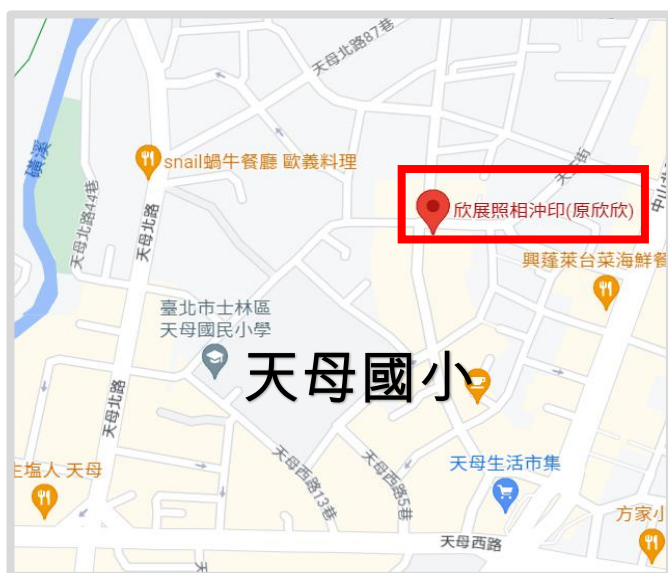 天母北路87巷
磺溪
snail蝸牛餐廳 歐義料理
天母北路44巷
天母北路
欣展照相沖印(原欣欣)
興蓬萊台菜海鮮餐
臺北市士林區
天母國民小學
天母國小
天母北路
天母西路13巷
天母西路5巷
天母生活市集
塩人 天母
方家小
天母西路